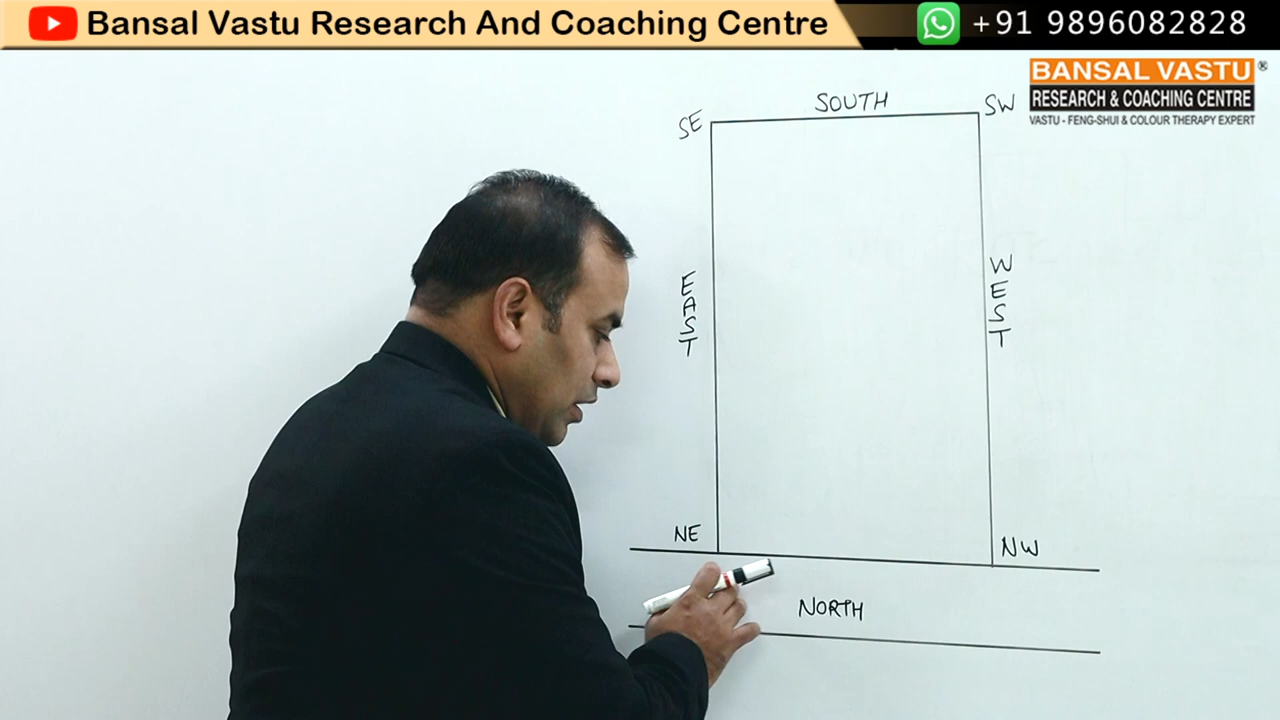 Bansal Vastu Research And Coaching Centre
+91 9896082828
BANSAL VASTU®
RESEARCH & COACHING CENTRE
VASTU - FENG-SHUI & COLOUR THERAPY EXPERT
SE
SOUTH
SW
EAST
WEST
NE
NW
NORTH